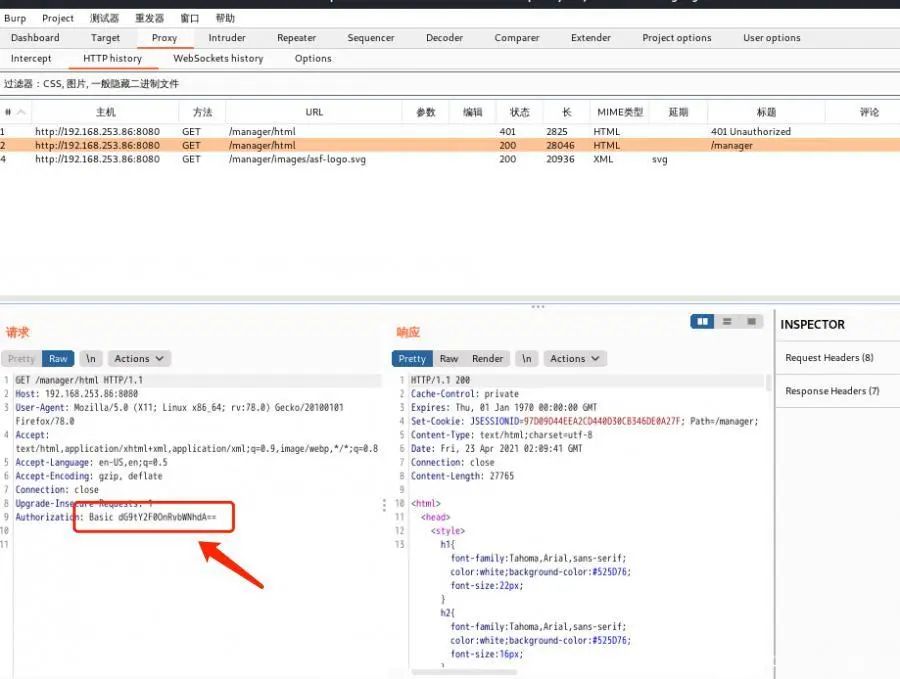 Burp Project 测试器 重发器 窗口 帮助
Dashboard Target Proxy Intruder Repeater Sequencer Decoder Comparer Extender Project options User options
Intercept HTTP history WebSockets history Options
过滤器：CSS, 图片, 一般隐藏二进制文件
# 主机 方法 URL 参数 编辑 状态 长 MIME类型 延期 标题 评论
1 http://192.168.253.86:8080 GET /manager/html 401 2825 HTML 401 Unauthorized
2 http://192.168.253.86:8080 GET /manager/html 200 28046 HTML /manager
4 http://192.168.253.86:8080 GET /manager/images/asf-logo.svg 200 20936 XML svg
请求
Pretty Raw \n Actions
1 GET /manager/html HTTP/1.1
2 Host: 192.168.253.86:8080
3 User-Agent: Mozilla/5.0 (X11; Linux x86_64; rv:78.0) Gecko/20100101
Firefox/78.0
4 Accept:
text/html,application/xhtml+xml,application/xml;q=0.9,image/webp,*/*;q=0.8
5 Accept-Language: en-US,en;q=0.5
6 Accept-Encoding: gzip, deflate
7 Connection: close
8 Upgrade-Insecure-Requests: 1
9 Authorization: Basic dG9tY2F0OnRvbWNhdA==
10
11
响应
Pretty Raw Render \n Actions
1 HTTP/1.1 200
2 Cache-Control: private
3 Expires: Thu, 01 Jan 1970 00:00:00 GMT
4 Set-Cookie: JSESSIONID=97D09D44EEA2CD440D30CB346DE0A27F; Path=/manager;
5 Content-Type: text/html;charset=utf-8
6 Date: Fri, 23 Apr 2021 02:09:41 GMT
7 Connection: close
8 Content-Length: 27765
9
10 <html>
11 <head>
12 <style>
13 h1{
font-family:Tahoma,Arial,sans-serif;
color:white;background-color:#525D76;
font-size:22px;
}
h2{
font-family:Tahoma,Arial,sans-serif;
color:white;background-color:#525D76;
font-size:16px;
}
INSPECTOR
Request Headers (8)
Response Headers (7)